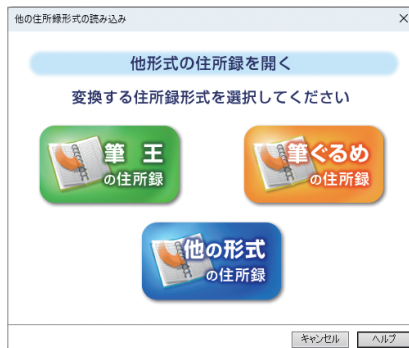 他の住所録形式の読み込み
×
他形式の住所録を開く
変換する住所録形式を選択してください
筆 王
の住所録
筆ぐるめ
の住所録
他の形式
の住所録
キャンセル
ヘルプ